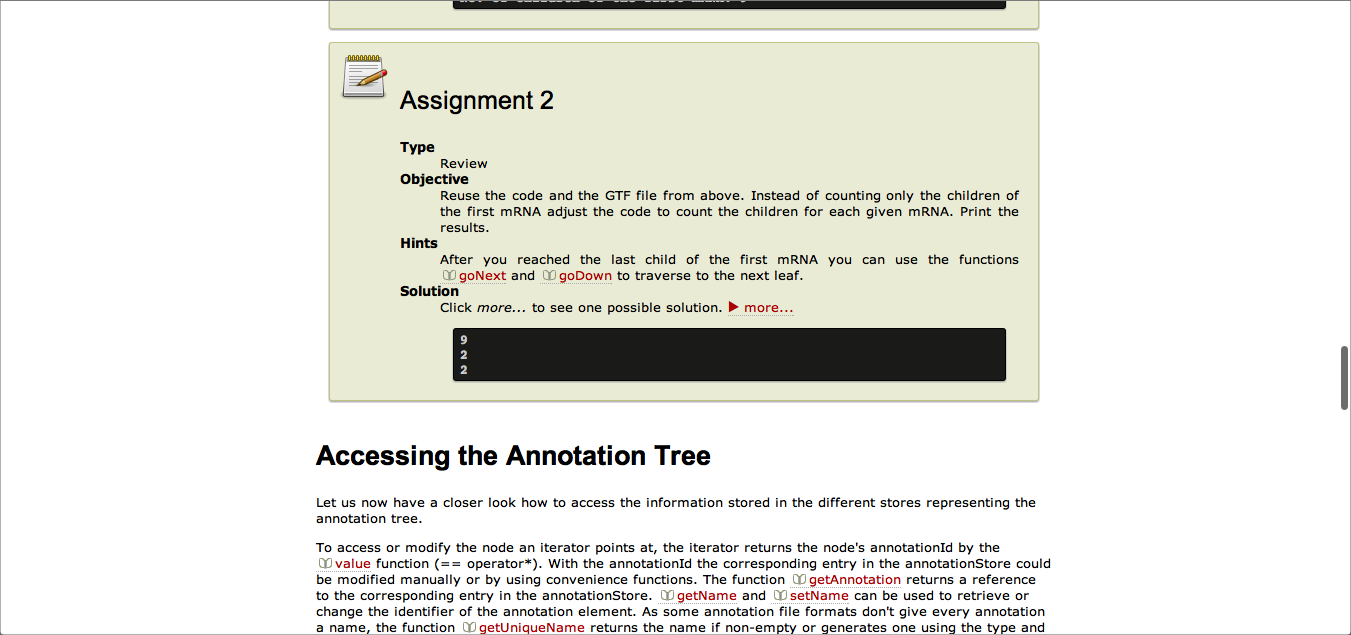 Assignment 2
Type
Review
Objective
Reuse the code and the GTF file from above. Instead of counting only the children of
the first mRNA adjust the code to count the children for each given mRNA. Print the
results.
Hints
After you reached the last child of the first mRNA you can use the functions
goNext and goDown to traverse to the next leaf.
Solution
Click more... to see one possible solution. more...
9
2
2
Accessing the Annotation Tree
Let us now have a closer look how to access the information stored in the different stores representing the
annotation tree.
To access or modify the node an iterator points at, the iterator returns the node's annotationId by the
value function (== operator*). With the annotationId the corresponding entry in the annotationStore could
be modified manually or by using convenience functions. The function getAnnotation returns a reference
to the corresponding entry in the annotationStore. getName and setName can be used to retrieve or
change the identifier of the annotation element. As some annotation file formats don't give every annotation
a name, the function getUniqueName returns the name if non-empty or generates one using the type and